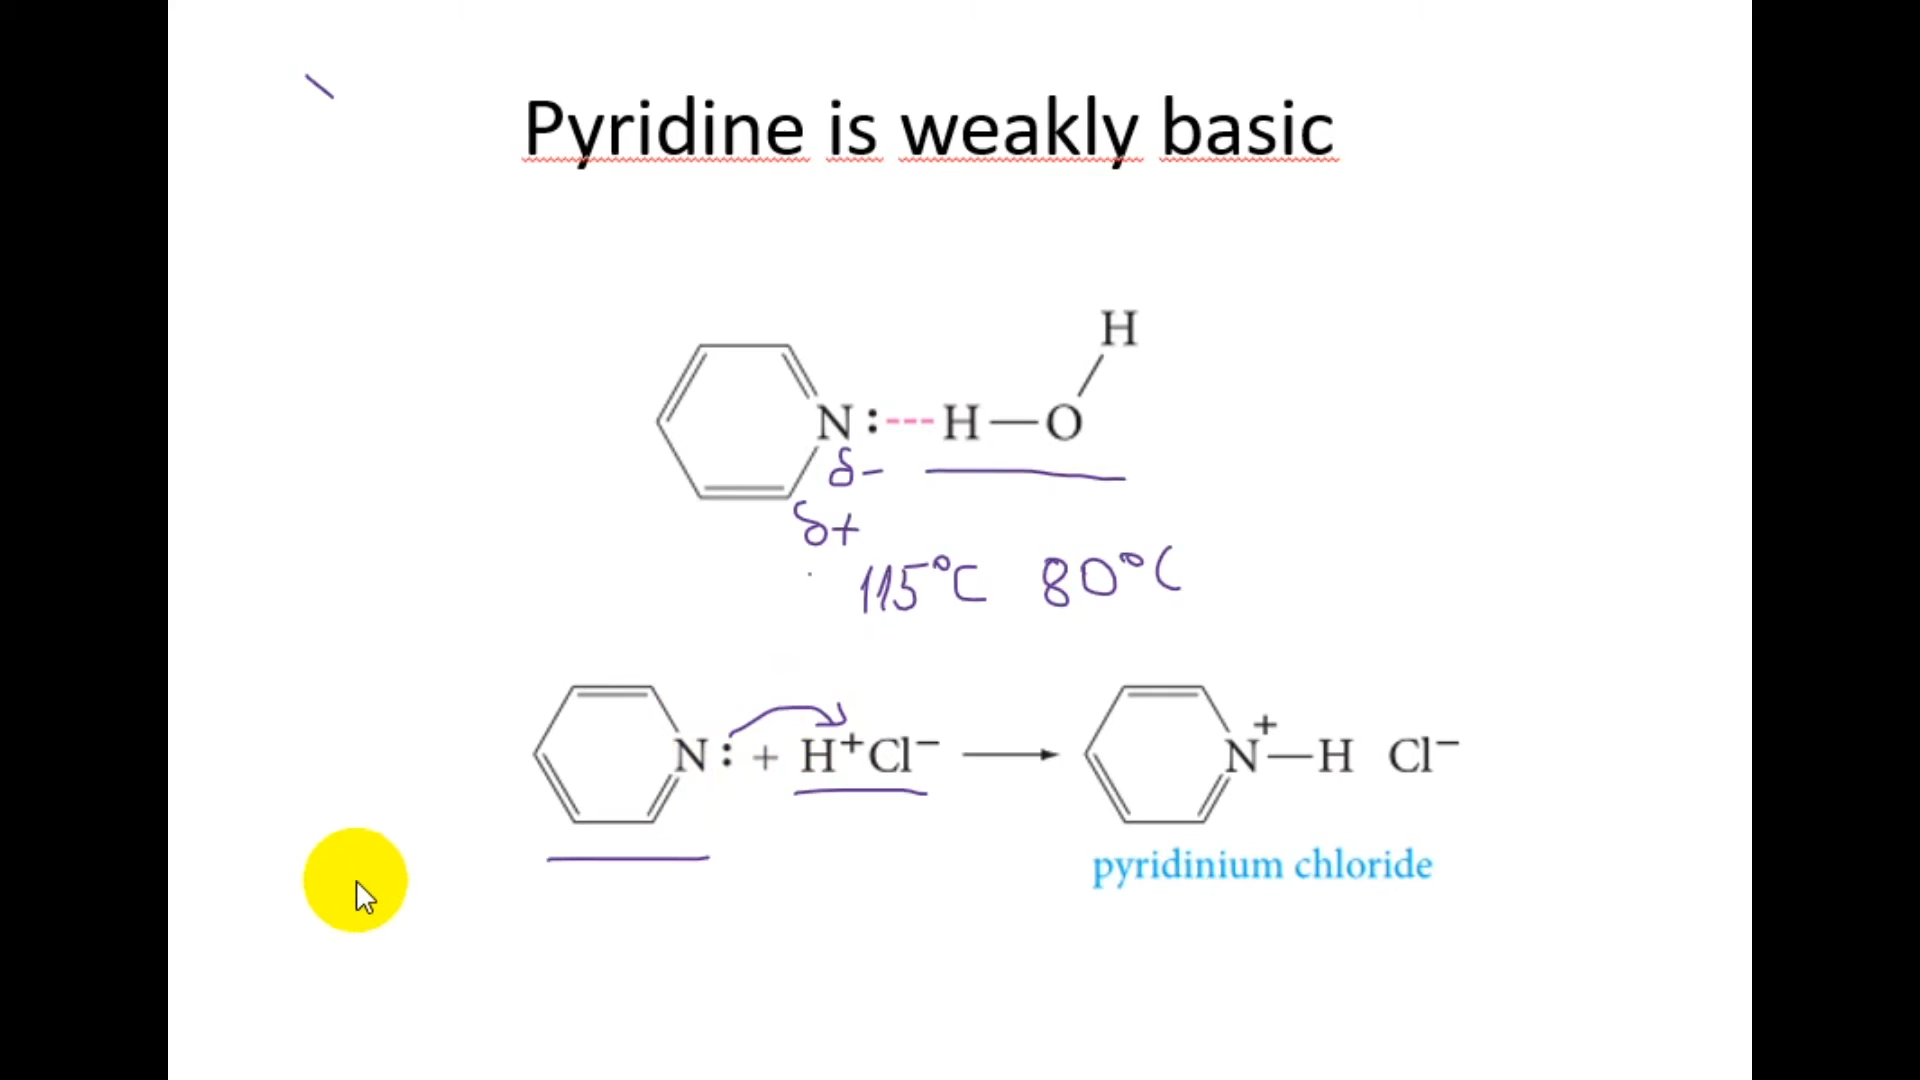 Pyridine is weakly basic
H
N : --- H — O
δ-
δ+
115°C 80°C
N : + H⁺Cl⁻ ⟶ N⁺—H Cl⁻
pyridinium chloride